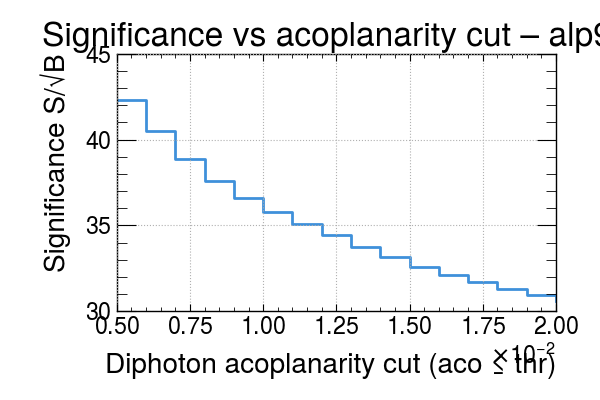 Significance vs acoplanarity cut – alp9
Significance S/√B
45
40
35
30
0.50 0.75 1.00 1.25 1.50 1.75 2.00
×10⁻²
Diphoton acoplanarity cut (aco ≤ thr)